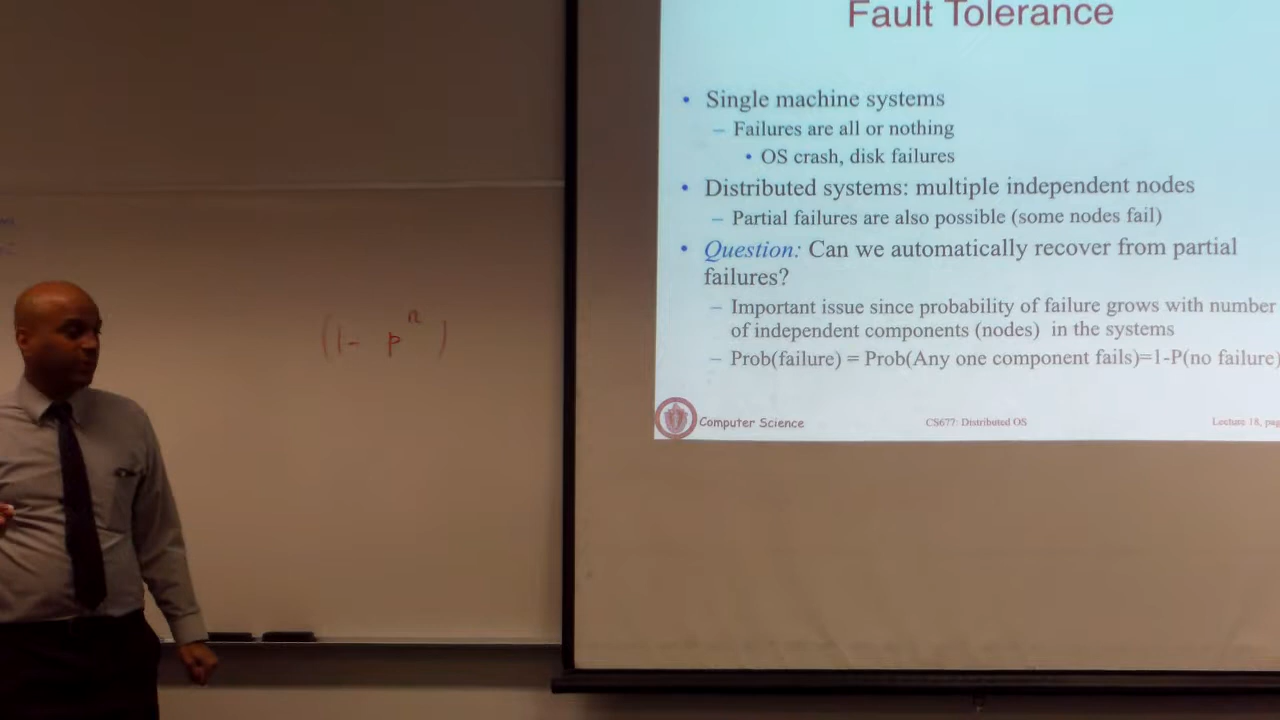 Fault Tolerance
• Single machine systems
– Failures are all or nothing
• OS crash, disk failures
• Distributed systems: multiple independent nodes
– Partial failures are also possible (some nodes fail)
• Question: Can we automatically recover from partial
failures?
– Important issue since probability of failure grows with number
of independent components (nodes) in the systems
– Prob(failure) = Prob(Any one component fails)=1-P(no failure)
Computer Science
CS677: Distributed OS
Lecture 18,
(1- p^n)